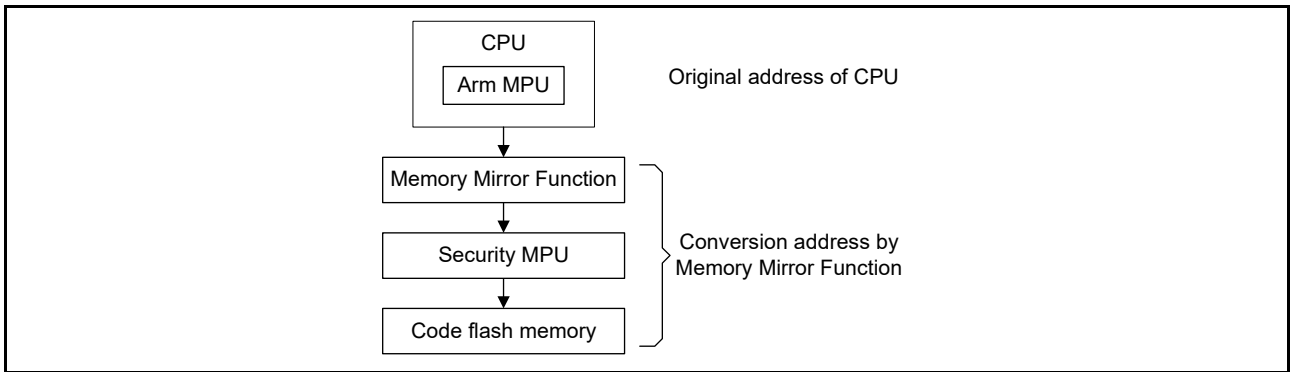 CPU
Arm MPU
Original address of CPU
Memory Mirror Function
Security MPU
Conversion address by
Memory Mirror Function
Code flash memory